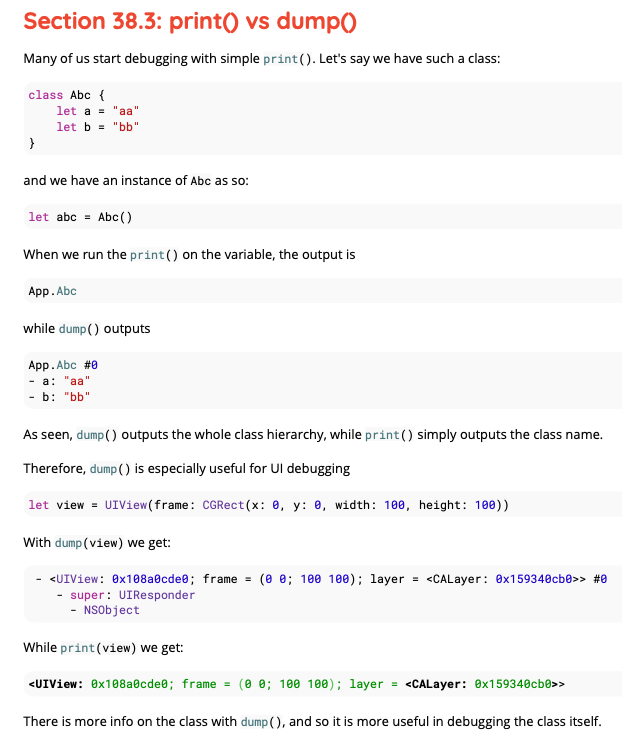 Section 38.3: print() vs dump()
Many of us start debugging with simple print(). Let's say we have such a class:
class Abc {
    let a = "aa"
    let b = "bb"
}
and we have an instance of Abc as so:
let abc = Abc()
When we run the print() on the variable, the output is
App.Abc
while dump() outputs
App.Abc #0
- a: "aa"
- b: "bb"
As seen, dump() outputs the whole class hierarchy, while print() simply outputs the class name.
Therefore, dump() is especially useful for UI debugging
let view = UIView(frame: CGRect(x: 0, y: 0, width: 100, height: 100))
With dump(view) we get:
- <UIView: 0x108a0cde0; frame = (0 0; 100 100); layer = <CALayer: 0x159340cb0>> #0
    - super: UIResponder
        - NSObject
While print(view) we get:
<UIView: 0x108a0cde0; frame = (0 0; 100 100); layer = <CALayer: 0x159340cb0>>
There is more info on the class with dump(), and so it is more useful in debugging the class itself.